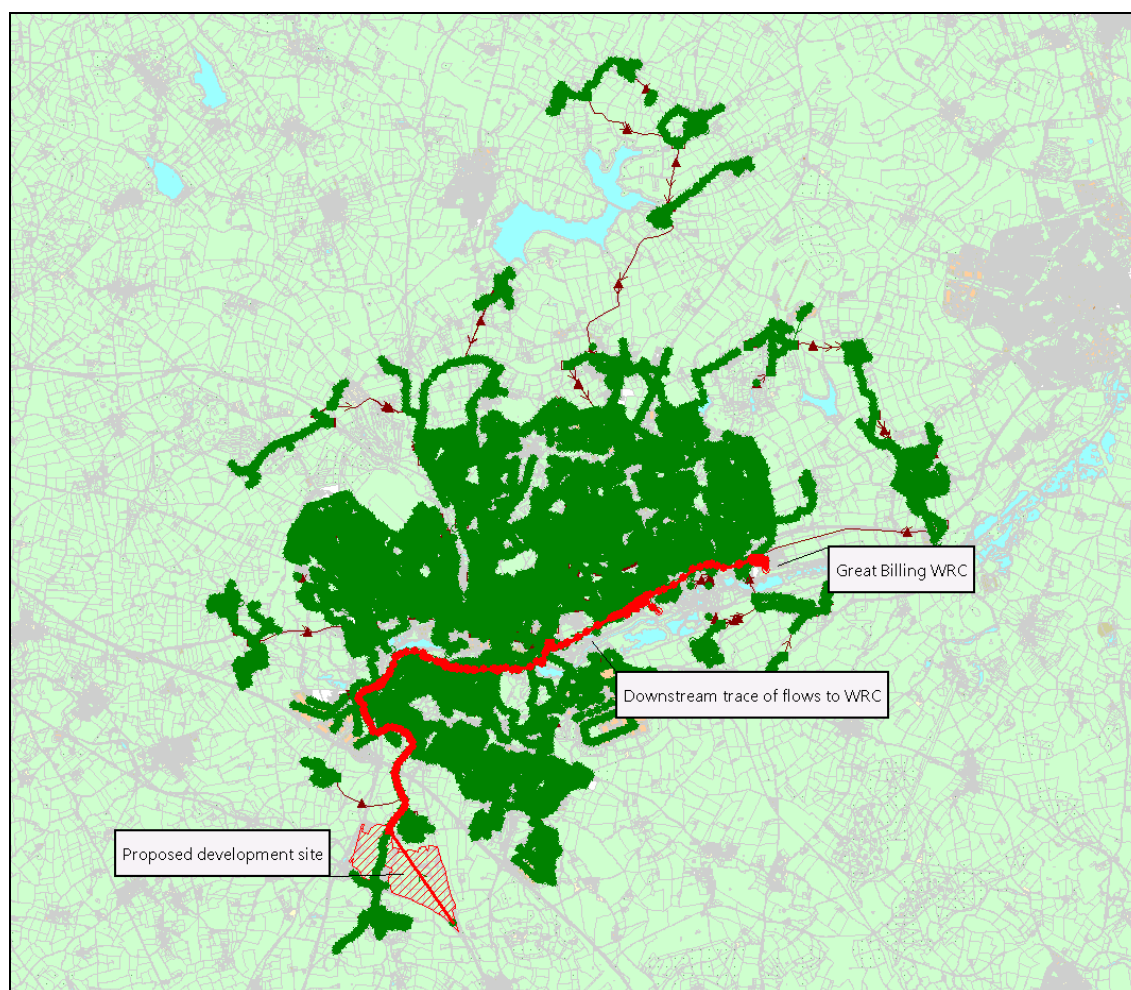 Great Billing WRC
Downstream trace of flows to WRC
Proposed development site